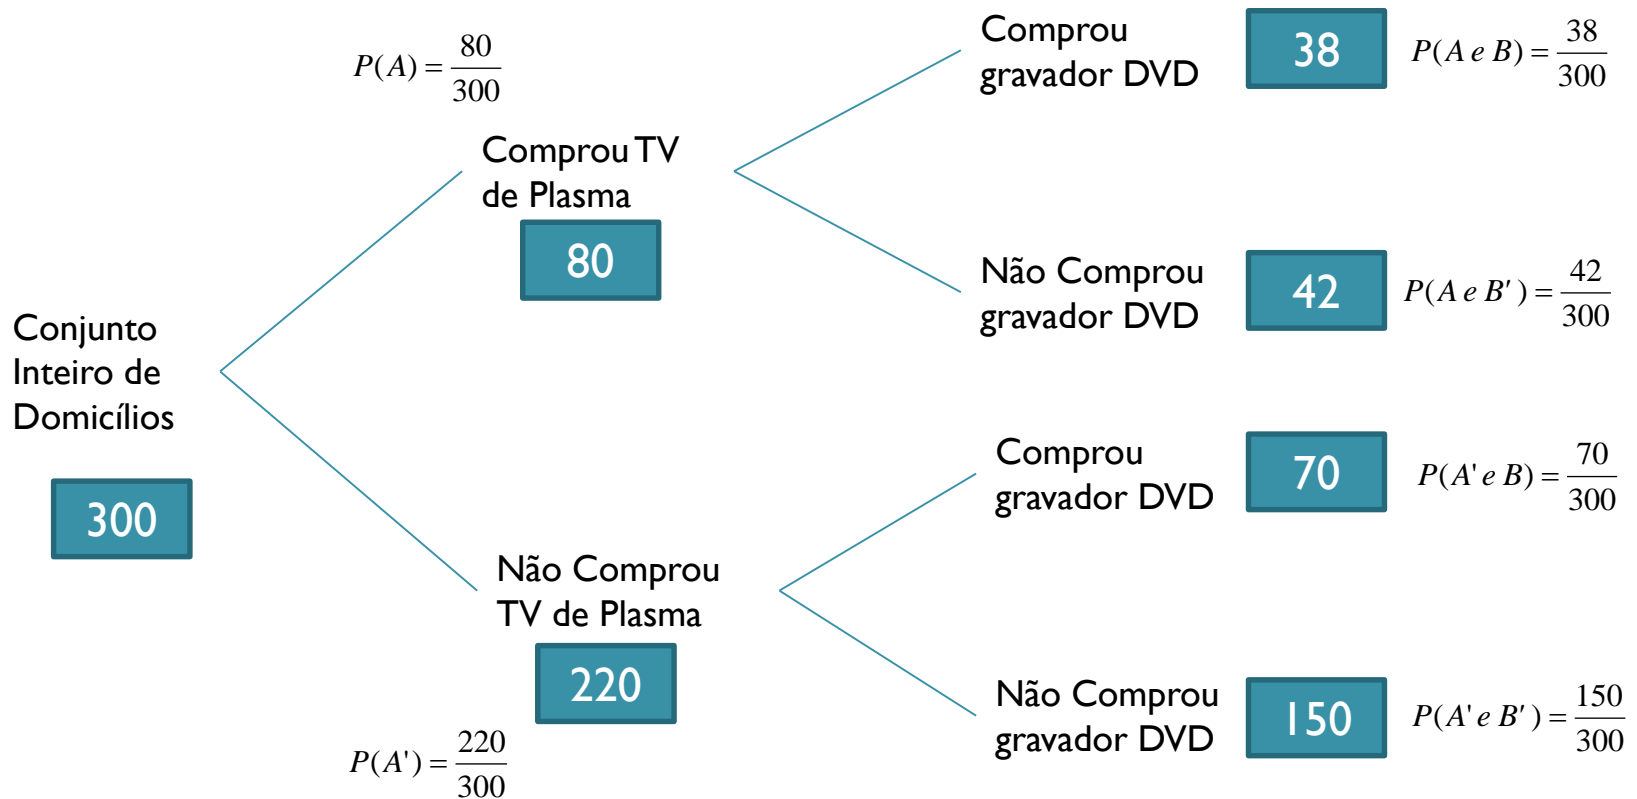 P(A) = 80/300
Comprou
gravador DVD
38
P(A e B) = 38/300
Comprou TV
de Plasma
80
Não Comprou
gravador DVD
42
P(A e B') = 42/300
Conjunto
Inteiro de
Domicílios
300
Comprou
gravador DVD
70
P(A' e B) = 70/300
Não Comprou
TV de Plasma
220
P(A') = 220/300
Não Comprou
gravador DVD
150
P(A' e B') = 150/300